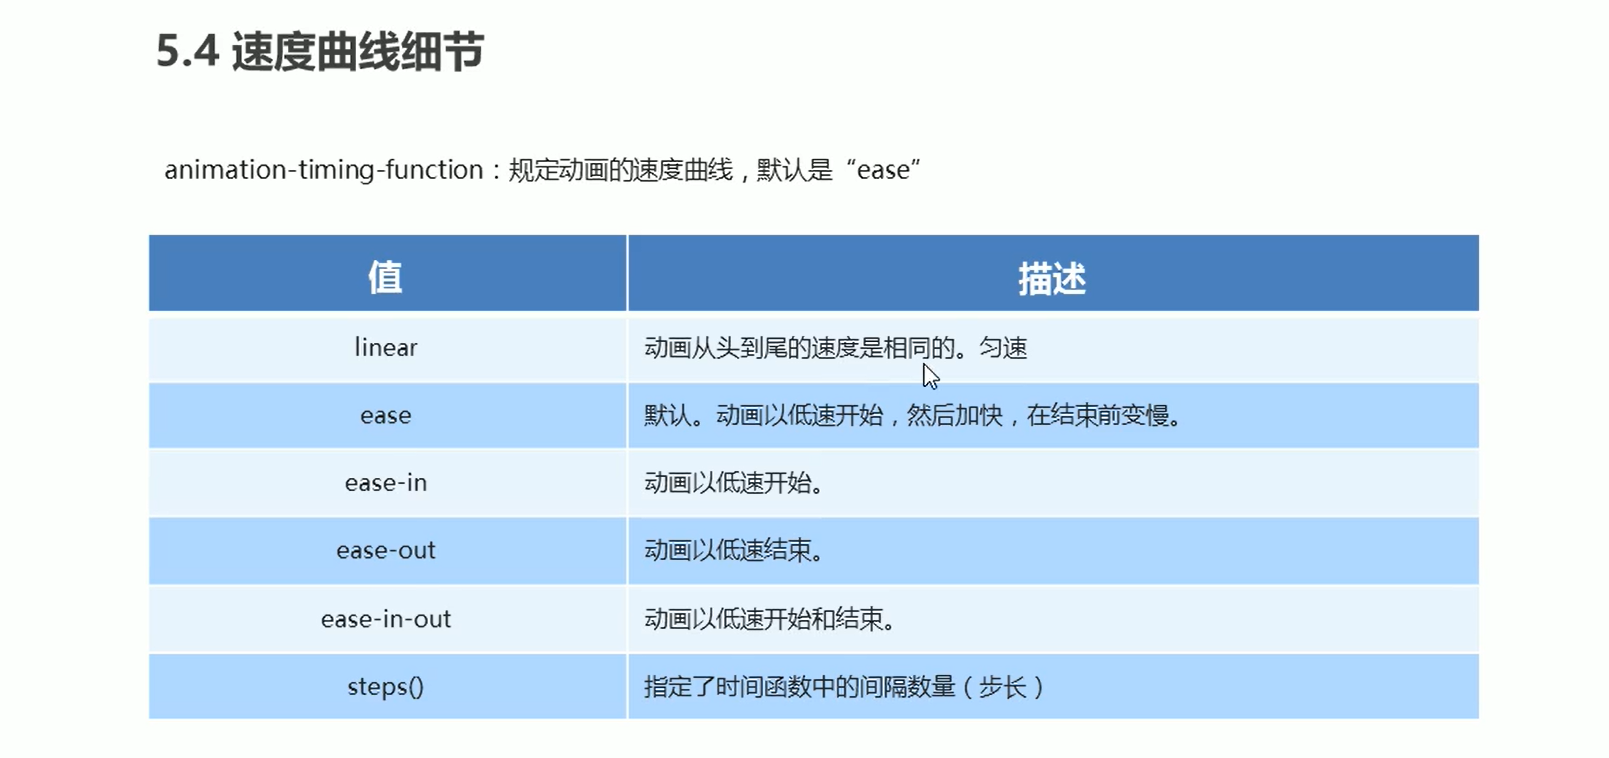 5.4 速度曲线细节
animation-timing-function：规定动画的速度曲线，默认是“ease”
值 描述
linear 动画从头到尾的速度是相同的。匀速
ease 默认。动画以低速开始，然后加快，在结束前变慢。
ease-in 动画以低速开始。
ease-out 动画以低速结束。
ease-in-out 动画以低速开始和结束。
steps() 指定了时间函数中的间隔数量（步长）